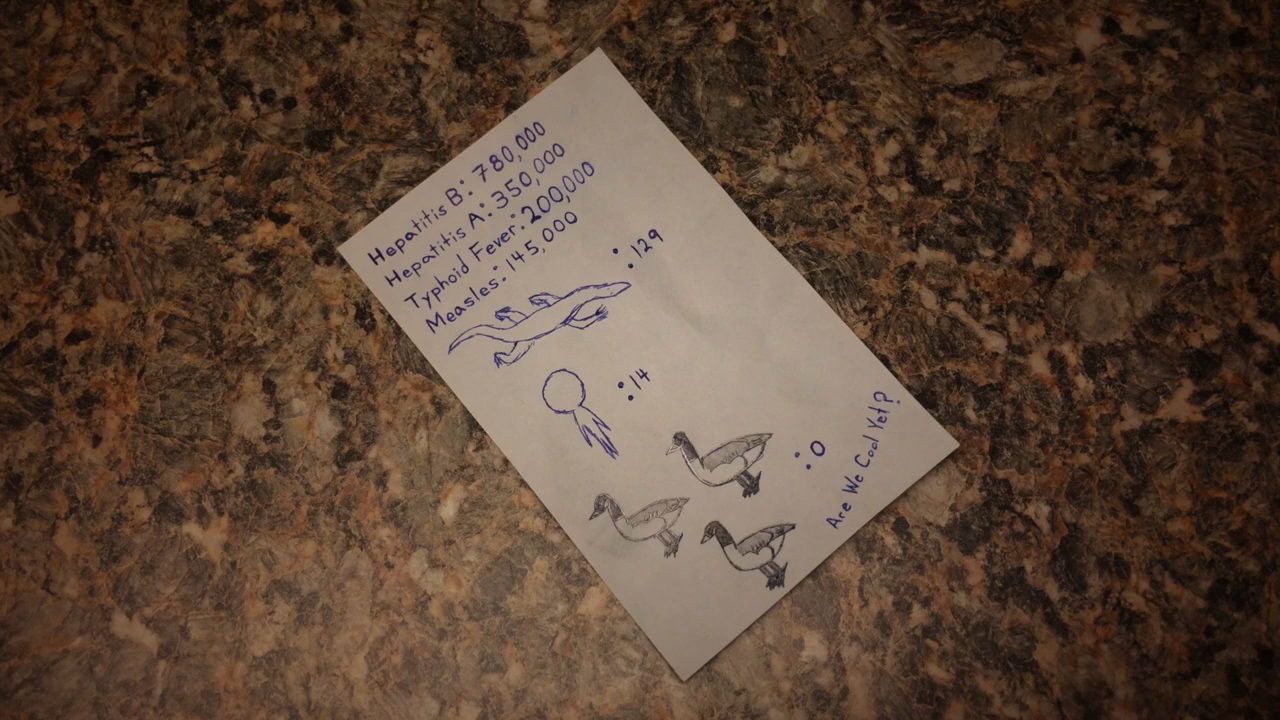 Hepatitis B: 780,000
Hepatitis A: 350,000
Typhoid Fever: 200,000
Measles: 145,000
: 129
: 14
: 0
Are We Cool Yet?